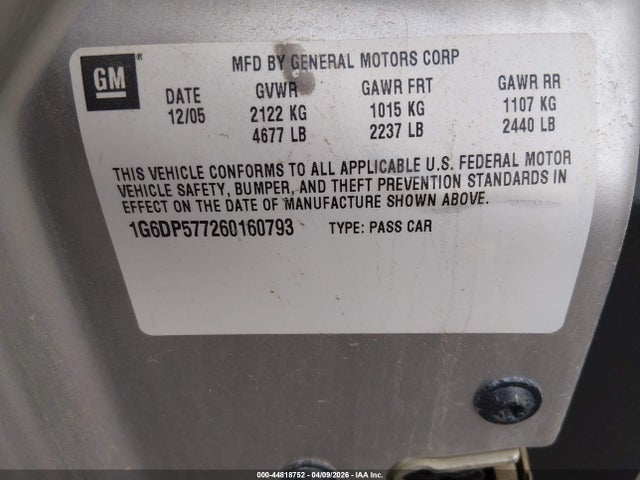 GM
MFD BY GENERAL MOTORS CORP
DATE GVWR GAWR FRT GAWR RR
12/05 2122 KG 1015 KG 1107 KG
4677 LB 2237 LB 2440 LB
THIS VEHICLE CONFORMS TO ALL APPLICABLE U.S. FEDERAL MOTOR
VEHICLE SAFETY, BUMPER, AND THEFT PREVENTION STANDARDS IN
EFFECT ON THE DATE OF MANUFACTURE SHOWN ABOVE.
1G6DP577260160793 TYPE: PASS CAR
000-44818752 | 04/09/2026 | IAA Inc.